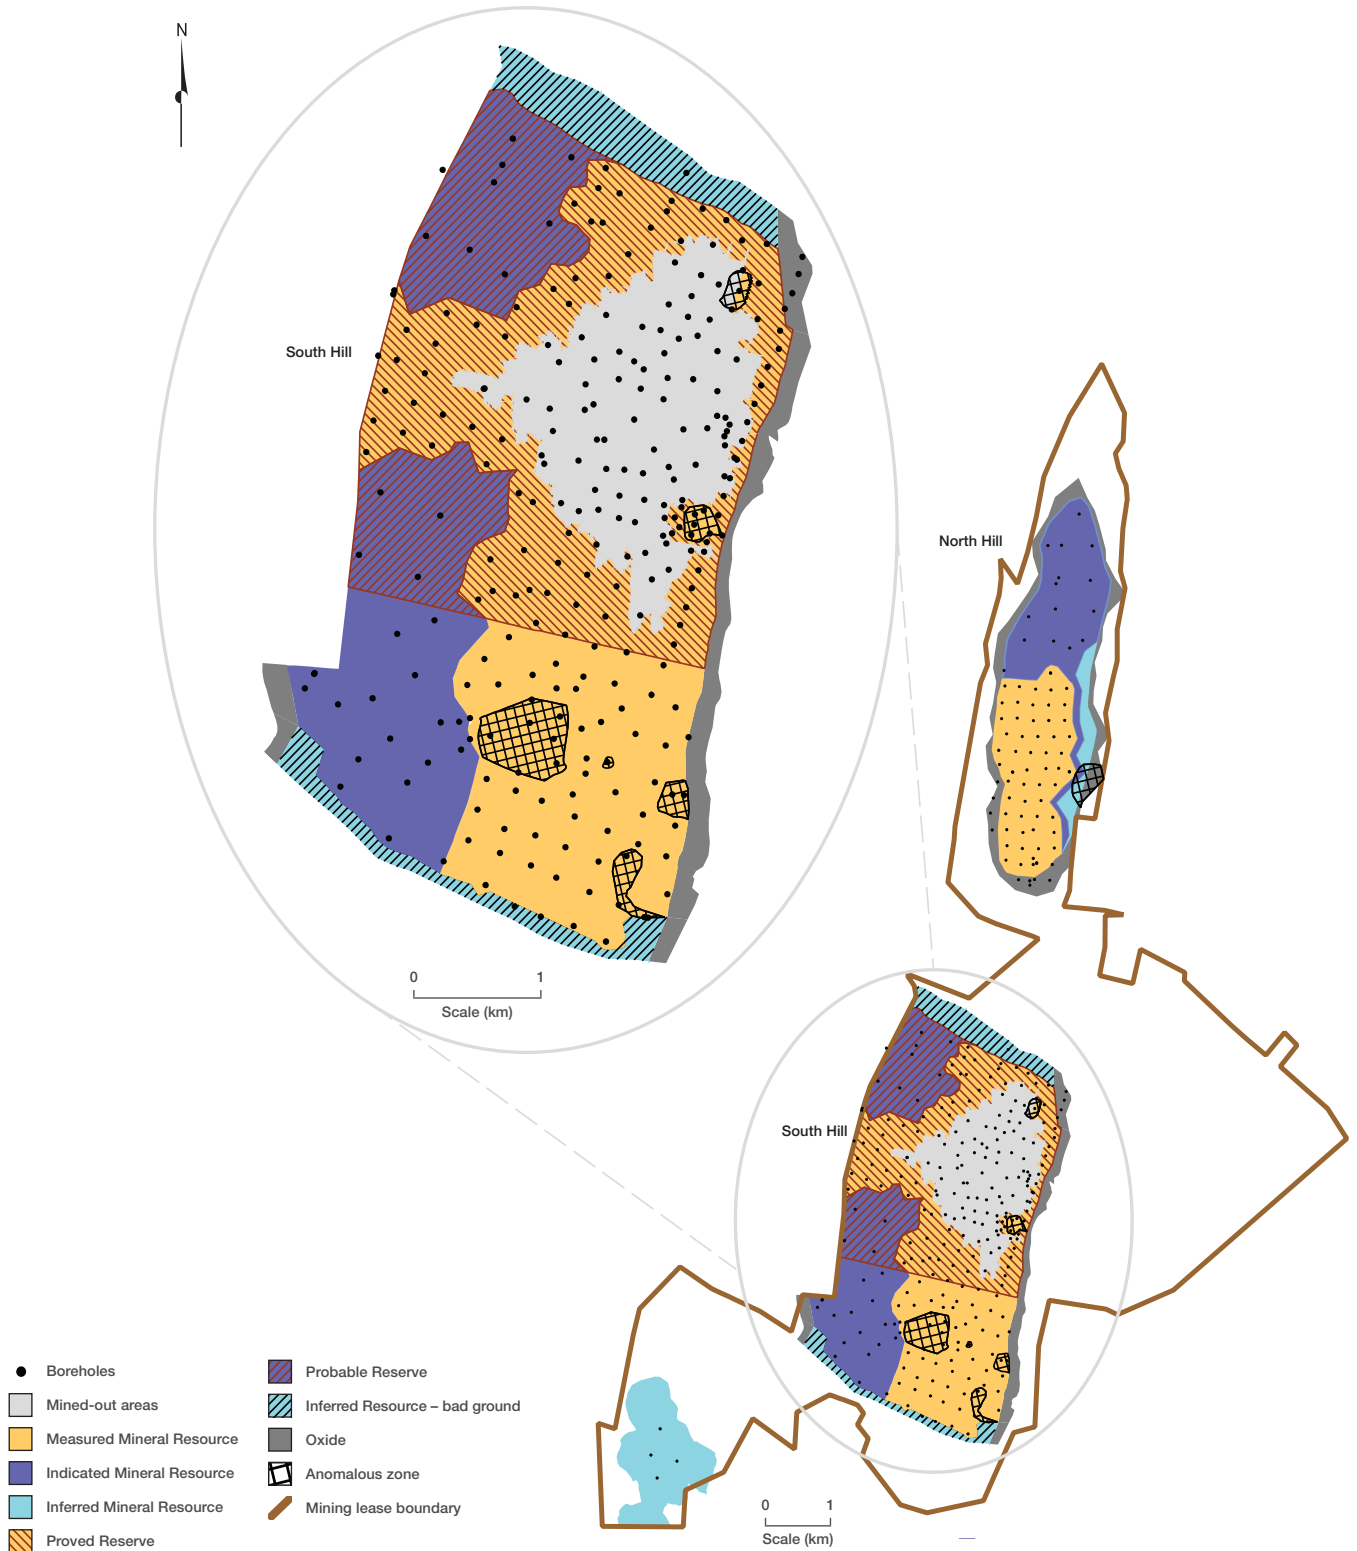 N
South Hill
North Hill
0 1
Scale (km)
South Hill
Boreholes
Mined-out areas
Measured Mineral Resource
Indicated Mineral Resource
Inferred Mineral Resource
Proved Reserve
Probable Reserve
Inferred Resource – bad ground
Oxide
Anomalous zone
Mining lease boundary
0 1
Scale (km)